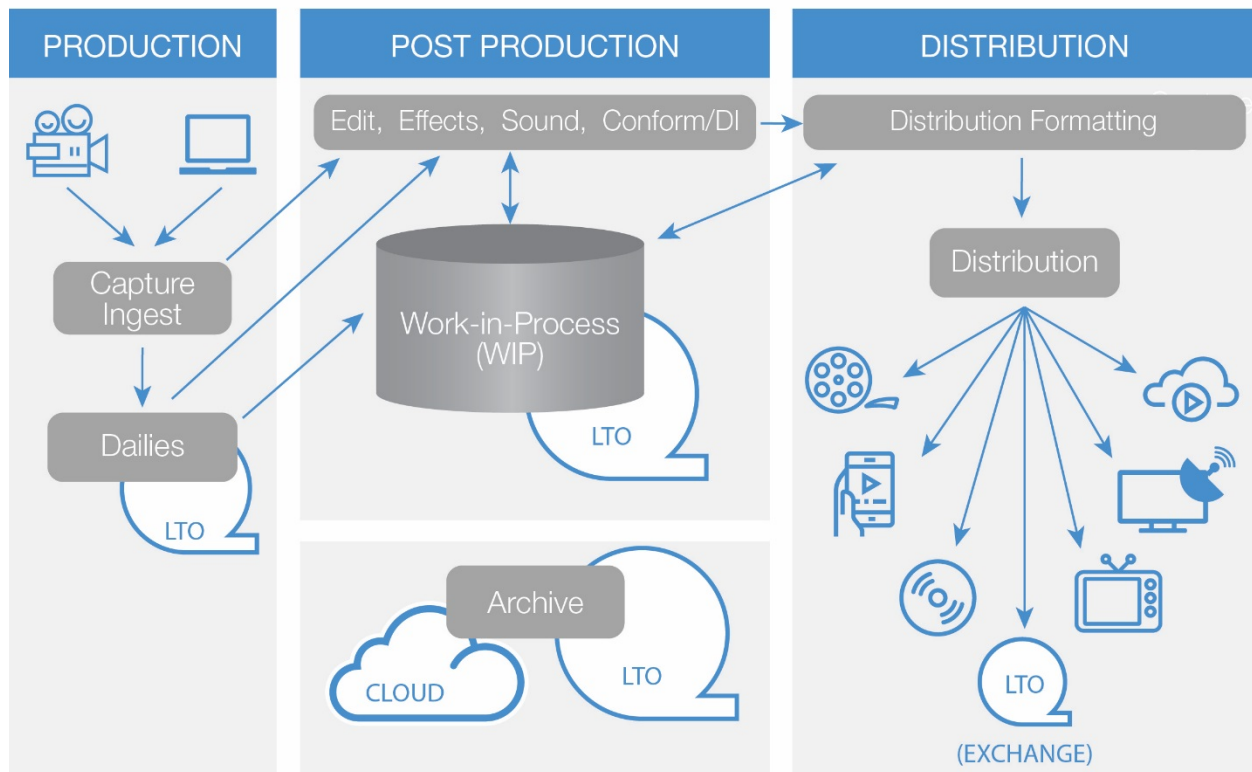 PRODUCTION
Capture
Ingest
Dailies
LTO
POST PRODUCTION
Edit, Effects, Sound, Conform/DI
Work-in-Process
(WIP)
LTO
Archive
CLOUD
LTO
DISTRIBUTION
Distribution Formatting
Distribution
LTO
(EXCHANGE)